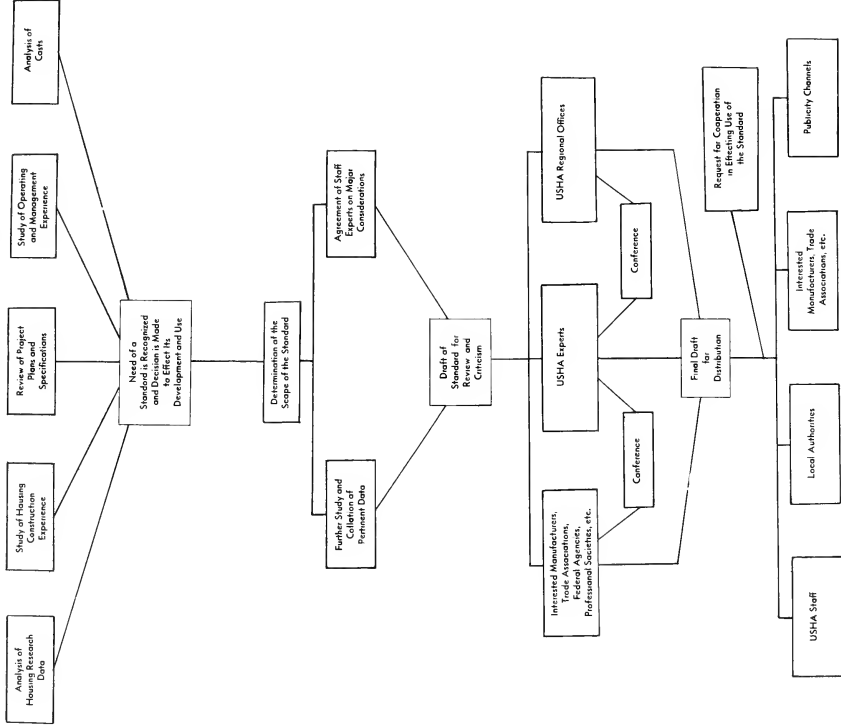 Analysis of
Housing Research
Data
Study of Housing
Construction
Experience
Review of Project
Plans and
Specifications
Study of Operating
and Management
Experience
Analysis of
Costs
Need of a
Standard is Recognized
and Decision is Made
to Effect Its
Development and Use
Determination of the
Scope of the Standard
Further Study and
Collation of
Pertinent Data
Agreement of Staff
Experts on Major
Considerations
Draft of
Standard for
Review and
Criticism
Interested Manufacturers,
Trade Associations,
Federal Agencies,
Professional Societies, etc.
USHA Experts
USHA Regional Offices
Conference
Conference
Final Draft
for
Distribution
Request for Cooperation
in Effecting Use of
the Standard
USHA Staff
Local Authorities
Interested
Manufacturers, Trade
Associations, etc.
Publicity Channels